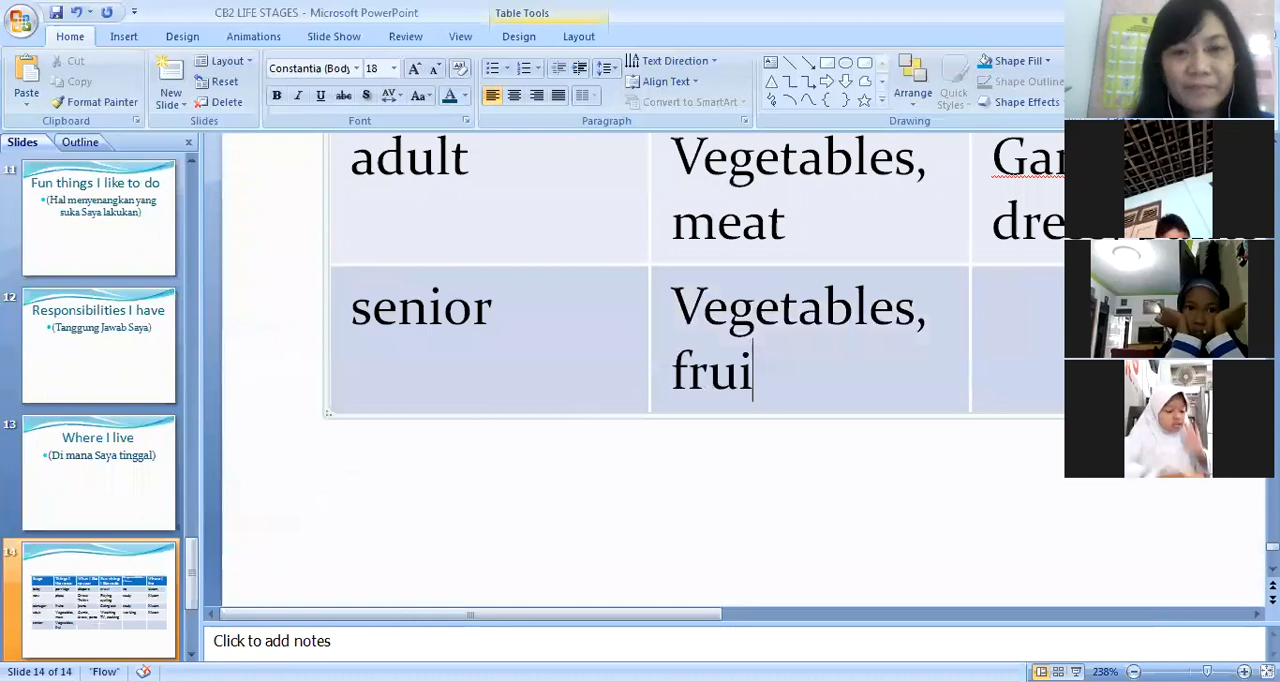 CB2 LIFE STAGES - Microsoft PowerPoint
Table Tools
Home Insert Design Animations Slide Show Review View Design Layout
Paste
Cut
Copy
Format Painter
Clipboard
New Slide
Layout
Reset
Delete
Slides
Constantia (Body 18
B I U abe S AV Aa A
Font
Paragraph
Text Direction
Align Text
Convert to SmartArt
Arrange
Quick Styles
Drawing
Shape Fill
Shape Outline
Shape Effects
Slides Outline
11
Fun things I like to do
(Hal menyenangkan yang
suka Saya lakukan)
12
Responsibilities I have
(Tanggung Jawab Saya)
13
Where I live
(Di mana Saya tinggal)
14
adult
Vegetables,
meat
senior
Vegetables,
frui
Click to add notes
Slide 14 of 14
"Flow"
238%